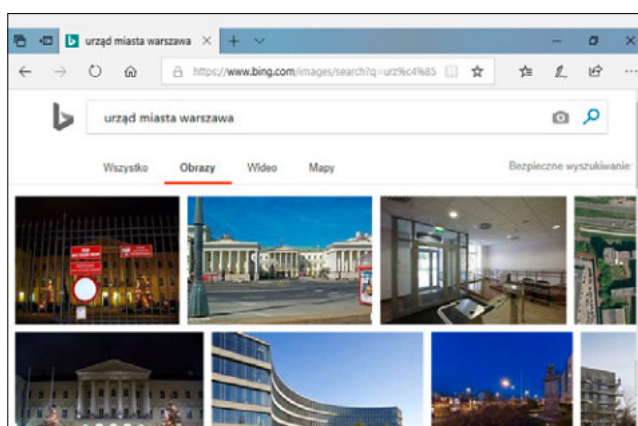 urząd miasta warszawa
https://www.bing.com/images/search?q=urz%c4%85
urząd miasta warszawa
Wszystko Obrazy Wideo Mapy Bezpieczne wyszukiwanie: